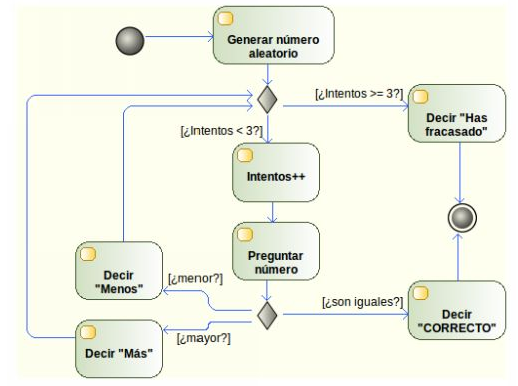 Generar número
aleatorio
[¿Intentos >= 3?]
Decir "Has
fracasado"
[¿Intentos < 3?]
Intentos++
Preguntar
número
Decir
"Menos"
[¿menor?]
[¿son iguales?]
Decir
"CORRECTO"
[¿mayor?]
Decir "Más"